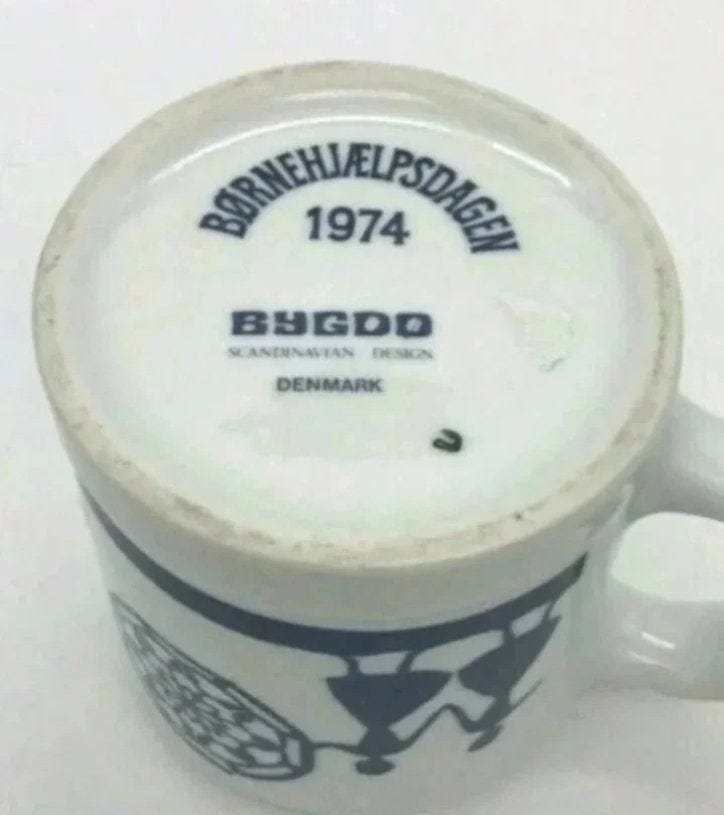 BØRNEHJÆLPSDAGEN
1974
BYGDØ
SCANDINAVIAN DESIGN
DENMARK